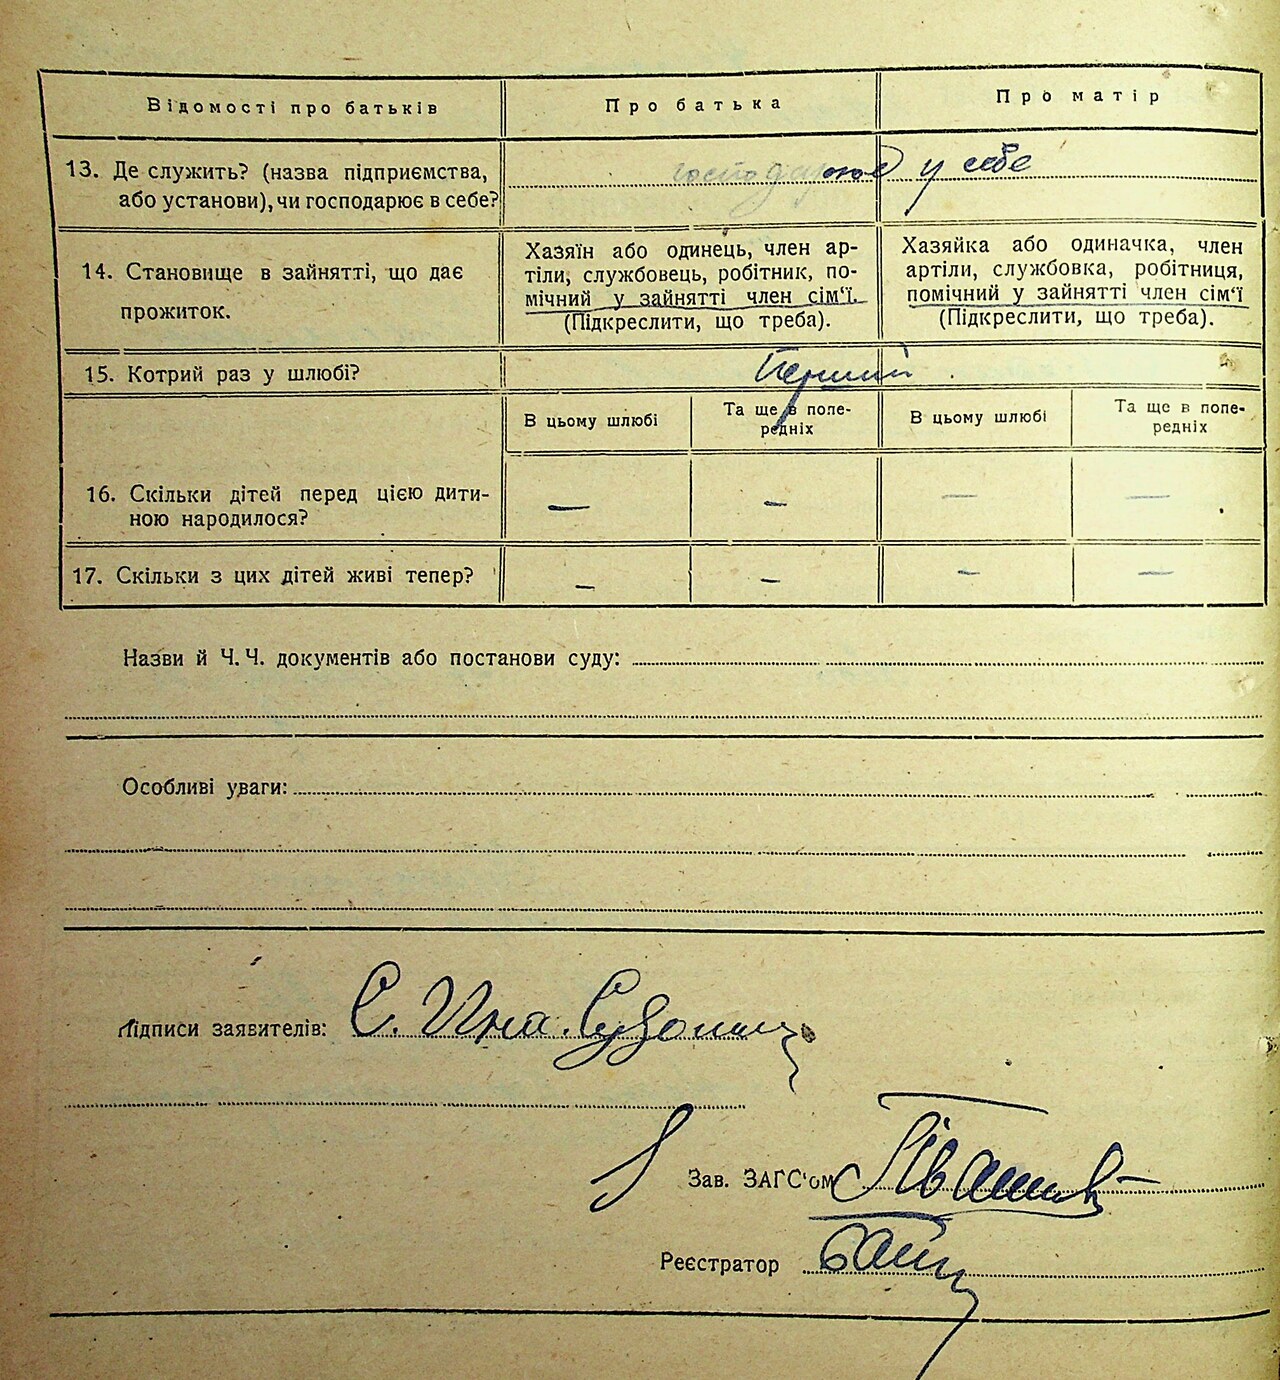 Відомості про батьків
Про батька
Про матір
13. Де служить? (назва підприємства, або установи), чи господарює в себе?
господарює у себе
14. Становище в зайнятті, що дає прожиток.
Хазяїн або одинець, член ар-
тіли, службовець, робітник, по-
мічний у зайнятті член сім‘ї.
(Підкреслити, що треба).
Хазяйка або одиначка, член
артіли, службовка, робітниця,
помічний у зайнятті член сім‘ї
(Підкреслити, що треба).
15. Котрий раз у шлюбі?
Перший
В цьому шлюбі
Та ще в попе-
редніх
В цьому шлюбі
Та ще в попе-
редніх
16. Скільки дітей перед цією дити-
ною народилося?
— — — —
17. Скільки з цих дітей живі тепер?
— — — —
Назви й Ч. Ч. документів або постанови суду:
Особливі уваги:
Підписи заявителів:
Зав. ЗАГС‘ом
Реєстратор